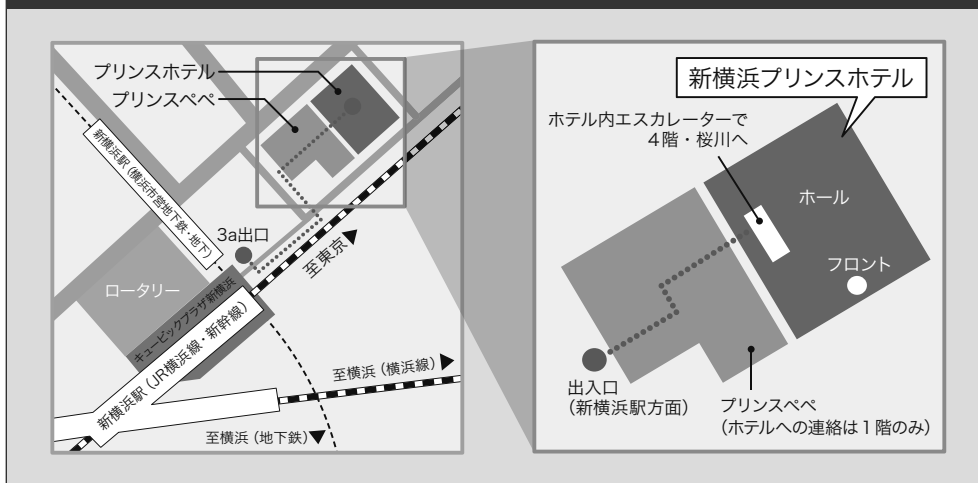 プリンスホテル
プリンスペペ
新横浜駅（横浜市営地下鉄・地下）
3a出口
至東京
ロータリー
キュービックプラザ新横浜
新横浜駅（JR横浜線・新幹線）
至横浜（横浜線）
至横浜（地下鉄）
新横浜プリンスホテル
ホテル内エスカレーターで
４階・桜川へ
ホール
フロント
出入口
（新横浜駅方面）
プリンスペペ
（ホテルへの連絡は１階のみ）